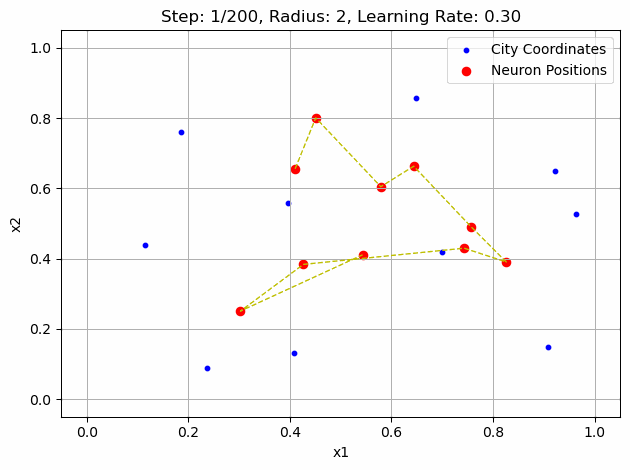 Step: 1/200, Radius: 2, Learning Rate: 0.30
City Coordinates
Neuron Positions
1.0
0.8
0.6
0.4
0.2
0.0
x2
0.0 0.2 0.4 0.6 0.8 1.0
x1